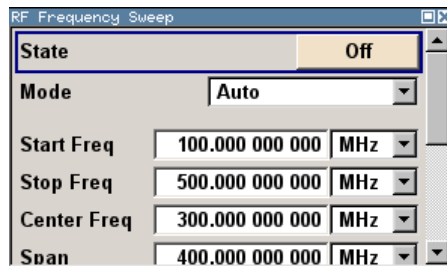 RF Frequency Sweep
State Off
Mode Auto
Start Freq 100.000 000 000 MHz
Stop Freq 500.000 000 000 MHz
Center Freq 300.000 000 000 MHz
Span 400.000 000 000 MHz